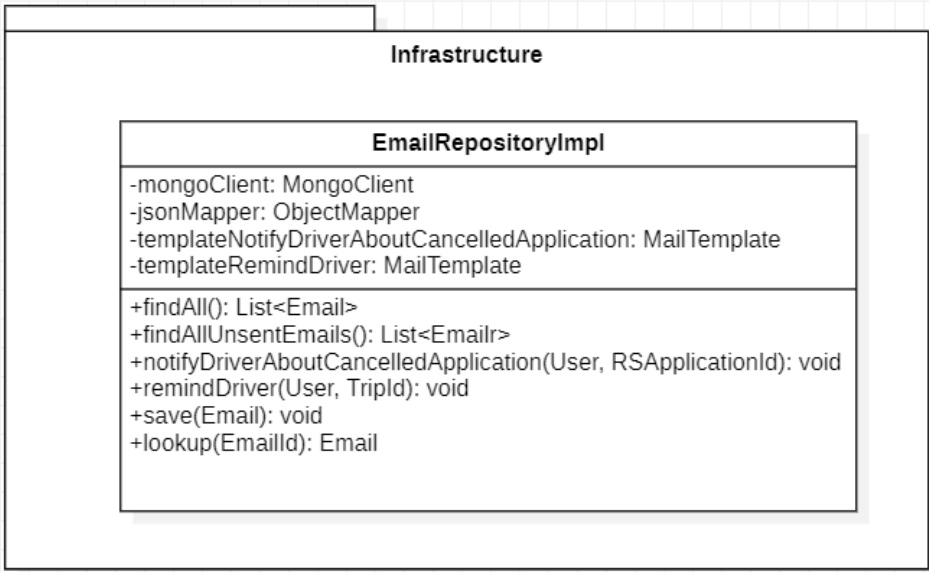 Infrastructure
EmailRepositoryImpl
-mongoClient: MongoClient
-jsonMapper: ObjectMapper
-templateNotifyDriverAboutCancelledApplication: MailTemplate
-templateRemindDriver: MailTemplate
+findAll(): List<Email>
+findAllUnsentEmails(): List<Emailr>
+notifyDriverAboutCancelledApplication(User, RSApplicationId): void
+remindDriver(User, TripId): void
+save(Email): void
+lookup(EmailId): Email